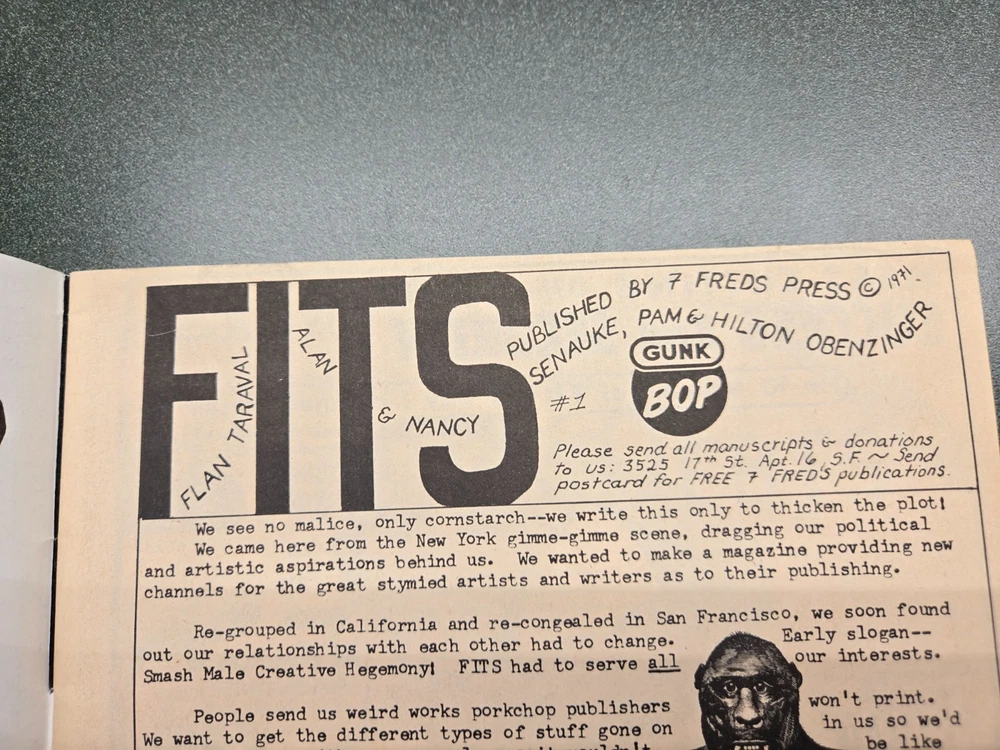 FITS
FLAN TARAVAL
ALAN
& NANCY
PUBLISHED BY 7 FREDS PRESS © 1971.
SENAUKE, PAM & HILTON OBENZINGER
#1
GUNK
BOP
Please send all manuscripts & donations,
to us: 3525 17th St. Apt. 16, S.F. ~ Send
postcard for FREE 7 FREDS publications.
We see no malice, only cornstarch--we write this only to thicken the plot!
We came here from the New York gimme-gimme scene, dragging our political
and artistic aspirations behind us. We wanted to make a magazine providing new
channels for the great stymied artists and writers as to their publishing.
Re-grouped in California and re-congealed in San Francisco, we soon found
out our relationships with each other had to change. Early slogan--
Smash Male Creative Hegemony! FITS had to serve all our interests.
People send us weird works porkchop publishers won't print.
We want to get the different types of stuff gone on in us so we'd
be like